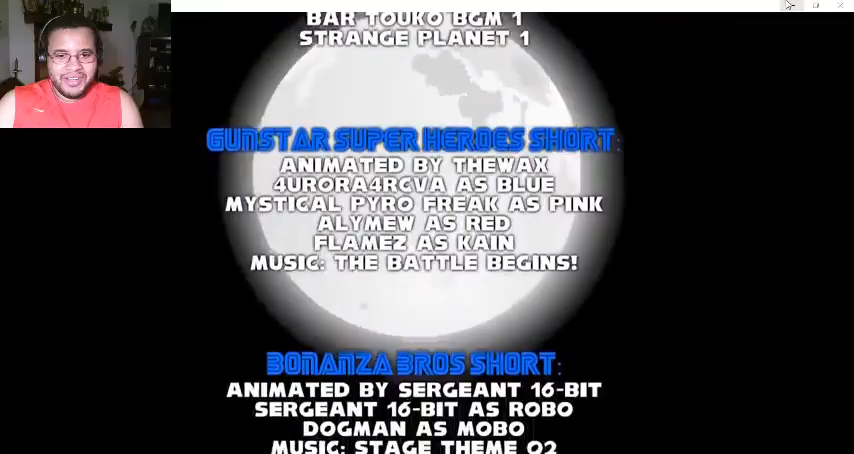 BAR TOUKO BGM 1
STRANGE PLANET 1
GUNSTAR SUPER HEROES SHORT:
ANIMATED BY THEWAX
4URORA4RCVA AS BLUE
MYSTICAL PYRO FREAK AS PINK
ALYMEW AS RED
FLAMEZ AS KAIN
MUSIC: THE BATTLE BEGINS!
BONANZA BROS SHORT:
ANIMATED BY SERGEANT 16-BIT
SERGEANT 16-BIT AS ROBO
DOGMAN AS MOBO
MUSIC: STAGE THEME 02